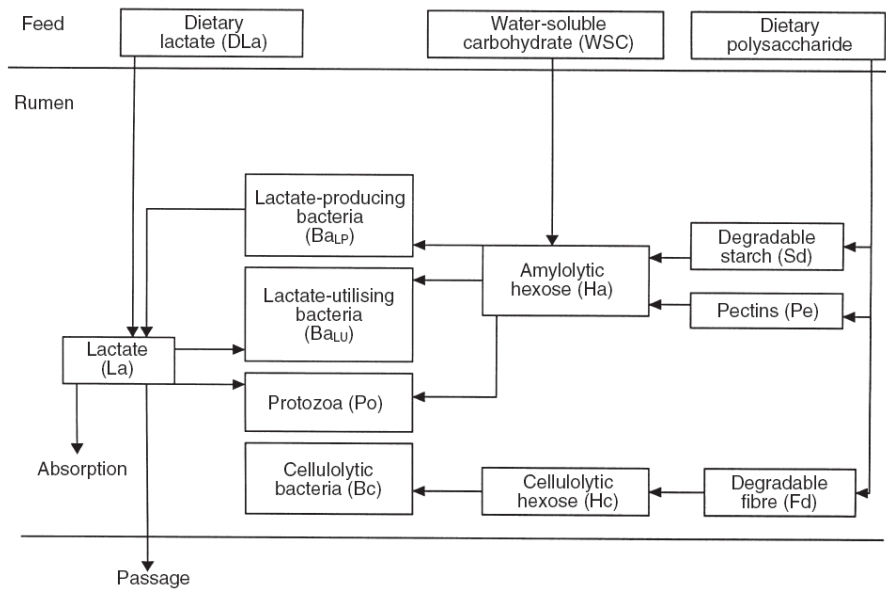 Feed
Dietary
lactate (DLa)
Water-soluble
carbohydrate (WSC)
Dietary
polysaccharide
Rumen
Lactate-producing
bacteria
(Ba_LP)
Lactate-utilising
bacteria
(Ba_LU)
Amylolytic
hexose (Ha)
Degradable
starch (Sd)
Pectins (Pe)
Lactate
(La)
Protozoa (Po)
Absorption
Cellulolytic
bacteria (Bc)
Cellulolytic
hexose (Hc)
Degradable
fibre (Fd)
Passage